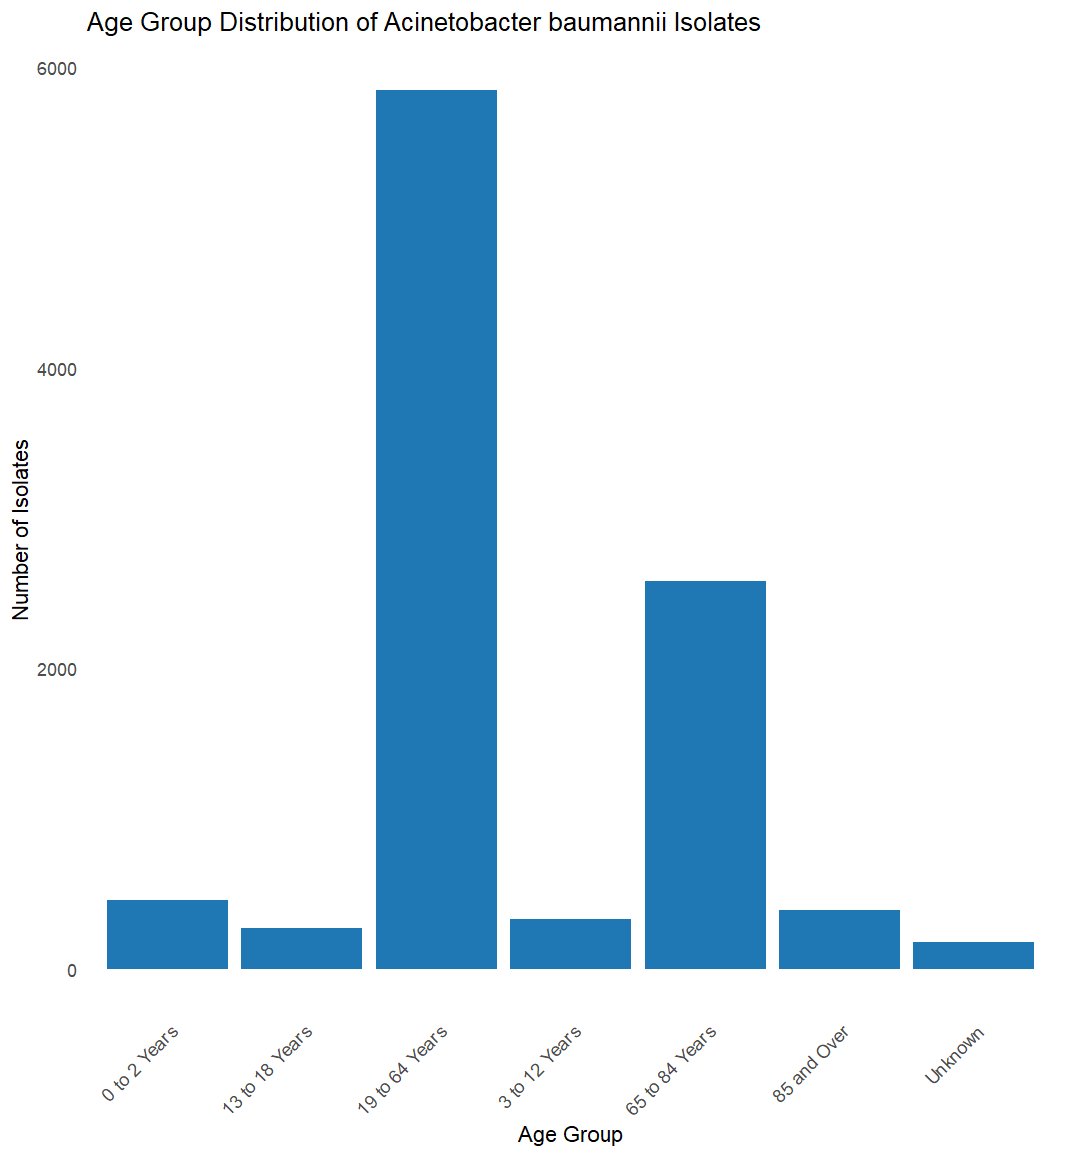 Age Group Distribution of Acinetobacter baumannii Isolates
6000
4000
2000
0
Number of Isolates
0 to 2 Years
13 to 18 Years
19 to 64 Years
3 to 12 Years
65 to 84 Years
85 and Over
Unknown
Age Group